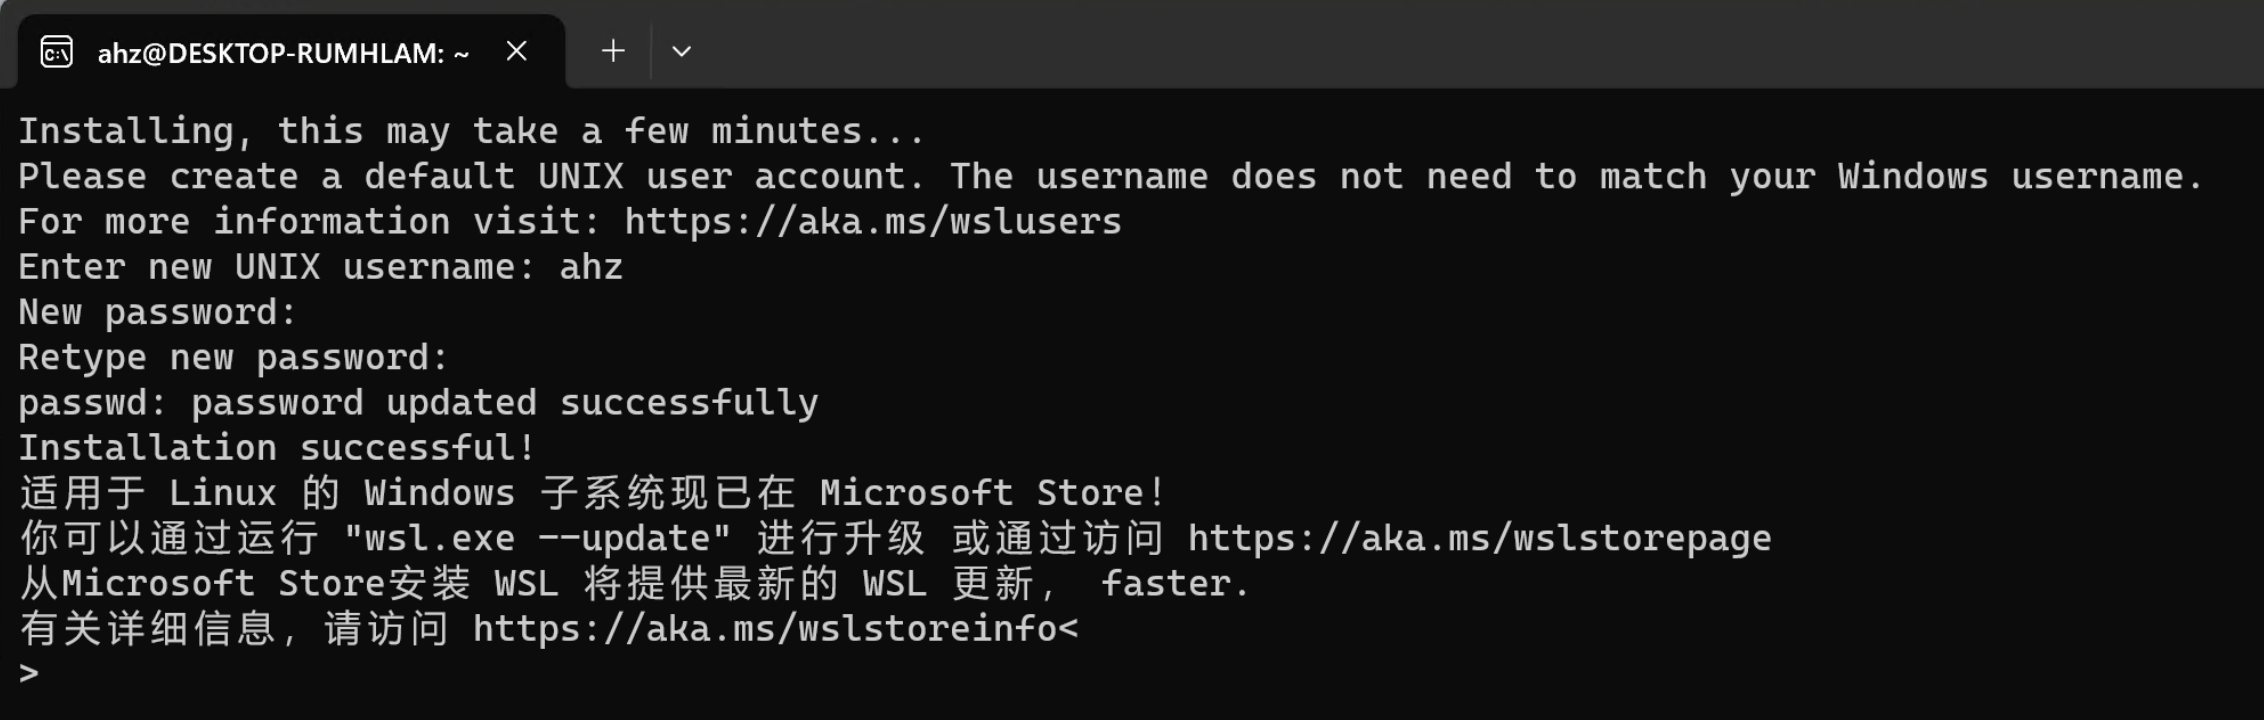 ahz@DESKTOP-RUMHLAM: ~
Installing, this may take a few minutes...
Please create a default UNIX user account. The username does not need to match your Windows username.
For more information visit: https://aka.ms/wslusers
Enter new UNIX username: ahz
New password:
Retype new password:
passwd: password updated successfully
Installation successful!
适用于 Linux 的 Windows 子系统现已在 Microsoft Store!
你可以通过运行 "wsl.exe --update" 进行升级 或通过访问 https://aka.ms/wslstorepage
从Microsoft Store安装 WSL 将提供最新的 WSL 更新， faster.
有关详细信息，请访问 https://aka.ms/wslstoreinfo<
>